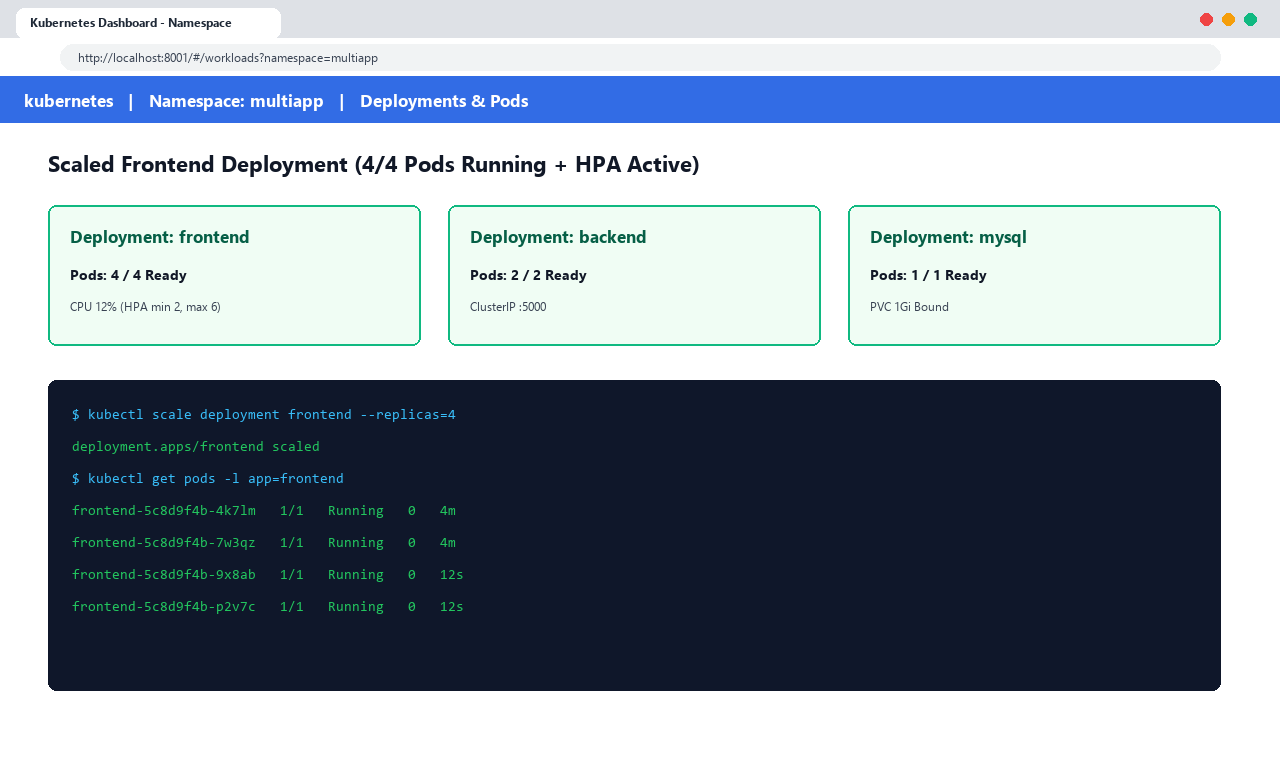 Kubernetes Dashboard - Namespace
http://localhost:8001/#/workloads?namespace=multiapp
kubernetes | Namespace: multiapp | Deployments & Pods
Scaled Frontend Deployment (4/4 Pods Running + HPA Active)
Deployment: frontend
Pods: 4 / 4 Ready
CPU 12% (HPA min 2, max 6)
Deployment: backend
Pods: 2 / 2 Ready
ClusterIP :5000
Deployment: mysql
Pods: 1 / 1 Ready
PVC 1Gi Bound
$ kubectl scale deployment frontend --replicas=4
deployment.apps/frontend scaled
$ kubectl get pods -l app=frontend
frontend-5c8d9f4b-4k7lm   1/1   Running   0   4m
frontend-5c8d9f4b-7w3qz   1/1   Running   0   4m
frontend-5c8d9f4b-9x8ab   1/1   Running   0   12s
frontend-5c8d9f4b-p2v7c   1/1   Running   0   12s